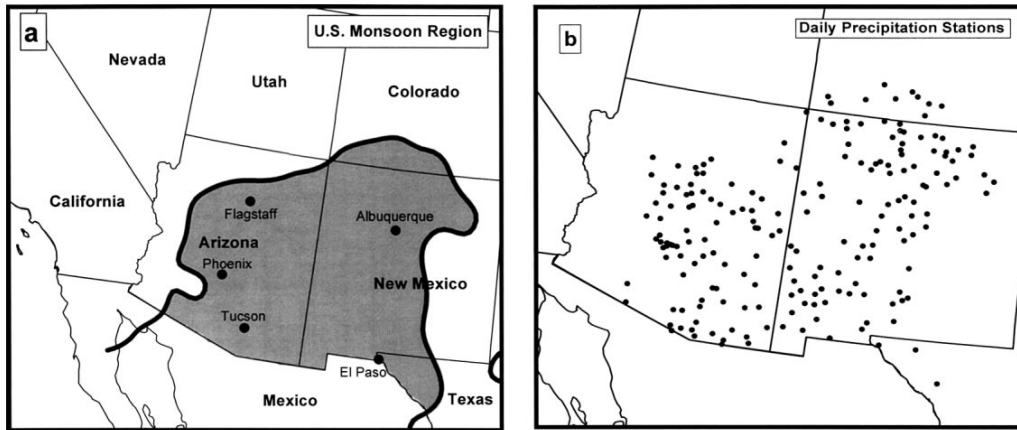 a
U.S. Monsoon Region
Nevada
Utah
Colorado
California
Flagstaff
Albuquerque
Arizona
Phoenix
New Mexico
Tucson
El Paso
Mexico
Texas
b
Daily Precipitation Stations